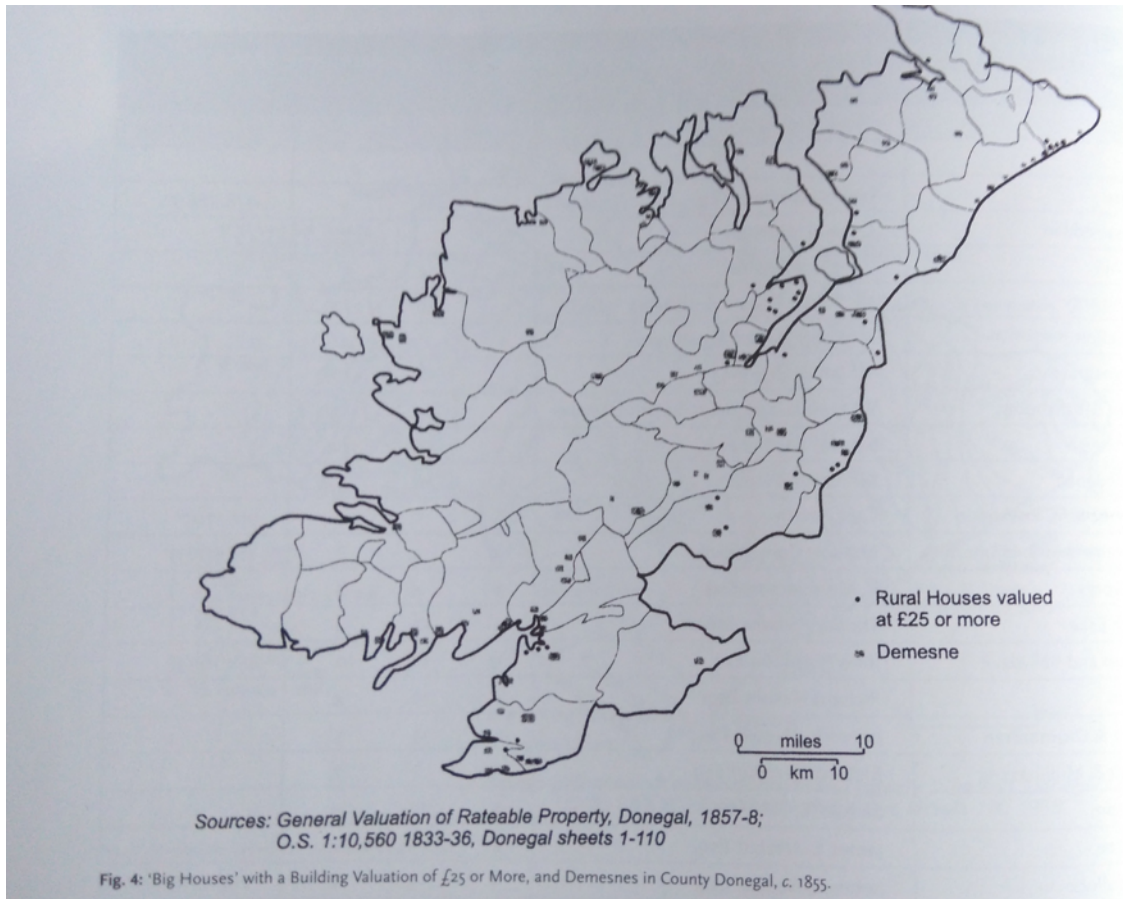 Rural Houses valued
at £25 or more
Demesne
0 miles 10
0 km 10
Sources: General Valuation of Rateable Property, Donegal, 1857-8;
O.S. 1:10,560 1833-36, Donegal sheets 1-110
Fig. 4: 'Big Houses' with a Building Valuation of £25 or More, and Demesnes in County Donegal, c. 1855.